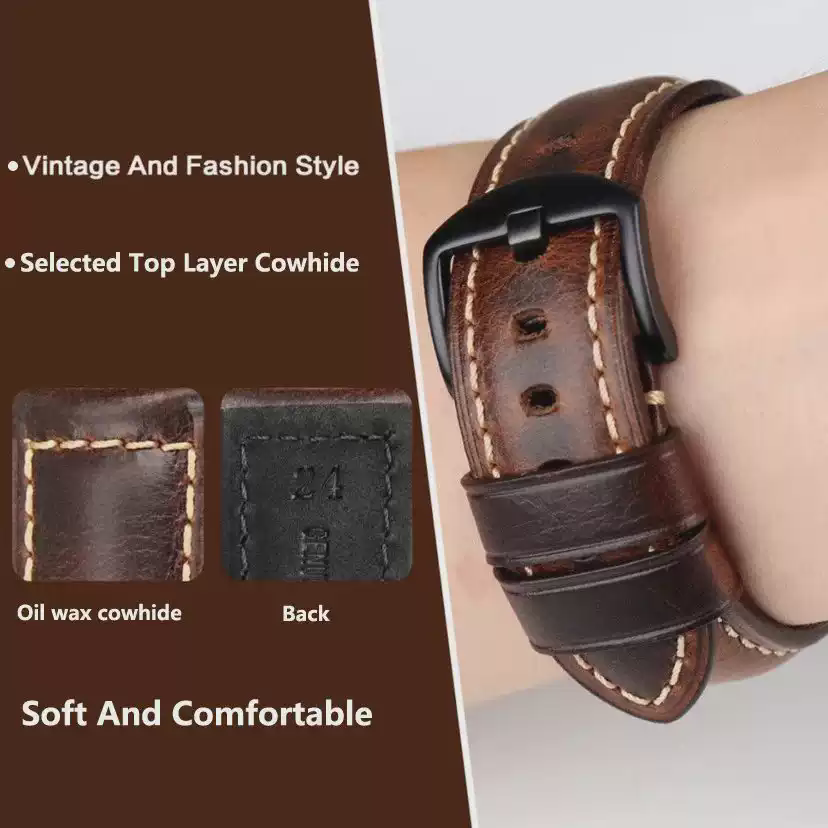 •Vintage And Fashion Style
•Selected Top Layer Cowhide
24
Oil wax cowhide
Back
Soft And Comfortable